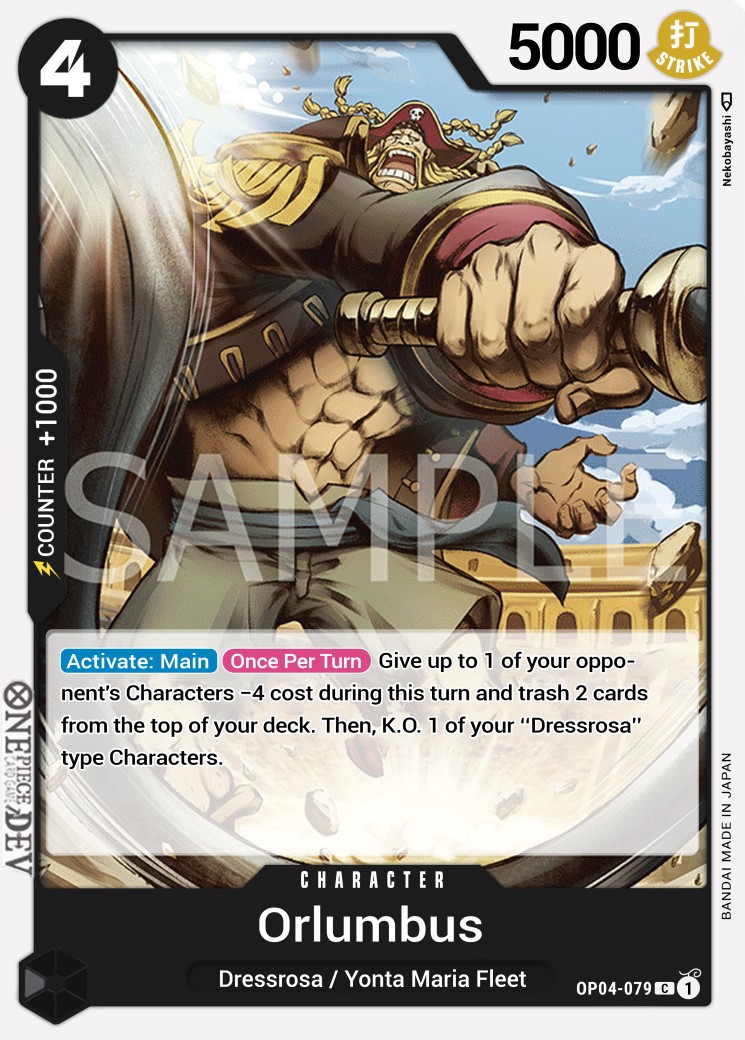 4
5000
打
STRIKE
Nekobayashi
COUNTER +1000
SAMPLE
Activate: Main Once Per Turn Give up to 1 of your oppo-
nent's Characters −4 cost during this turn and trash 2 cards
from the top of your deck. Then, K.O. 1 of your “Dressrosa”
type Characters.
ONE PIECE
CARD GAME
DEV
BANDAI MADE IN JAPAN
CHARACTER
Orlumbus
Dressrosa / Yonta Maria Fleet
OP04-079 C 1